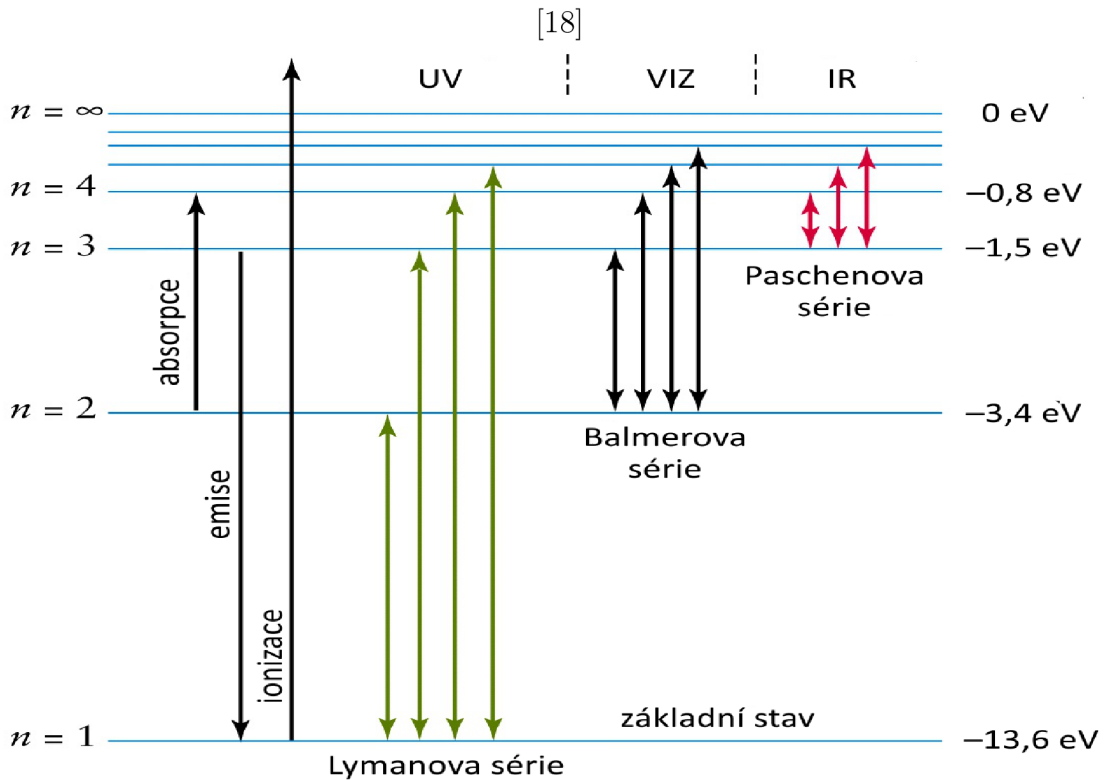 [18]
UV VIZ IR
n = ∞ 0 eV
n = 4 –0,8 eV
n = 3 –1,5 eV
Paschenova
série
absorpce
n = 2 –3,4 eV
Balmerova
série
emise
ionizace
základní stav
n = 1 –13,6 eV
Lymanova série